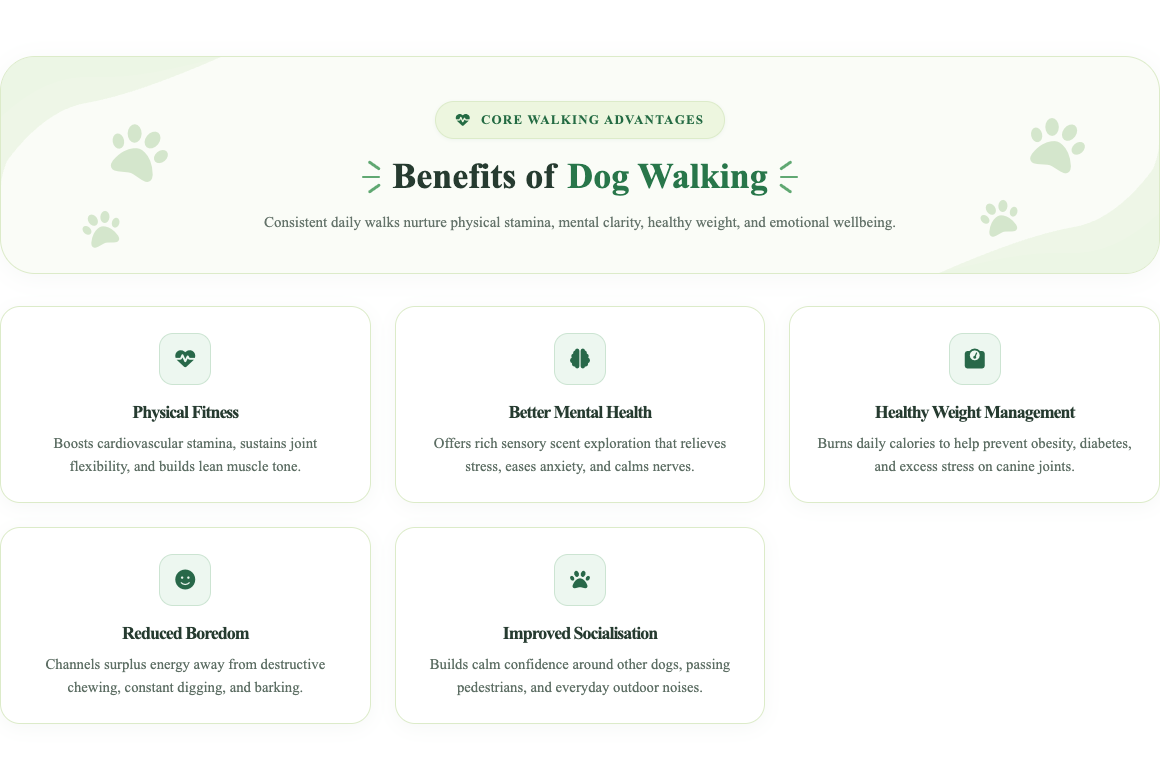 CORE WALKING ADVANTAGES
Benefits of Dog Walking
Consistent daily walks nurture physical stamina, mental clarity, healthy weight, and emotional wellbeing.
Physical Fitness
Boosts cardiovascular stamina, sustains joint
flexibility, and builds lean muscle tone.
Better Mental Health
Offers rich sensory scent exploration that relieves
stress, eases anxiety, and calms nerves.
Healthy Weight Management
Burns daily calories to help prevent obesity, diabetes,
and excess stress on canine joints.
Reduced Boredom
Channels surplus energy away from destructive
chewing, constant digging, and barking.
Improved Socialisation
Builds calm confidence around other dogs, passing
pedestrians, and everyday outdoor noises.